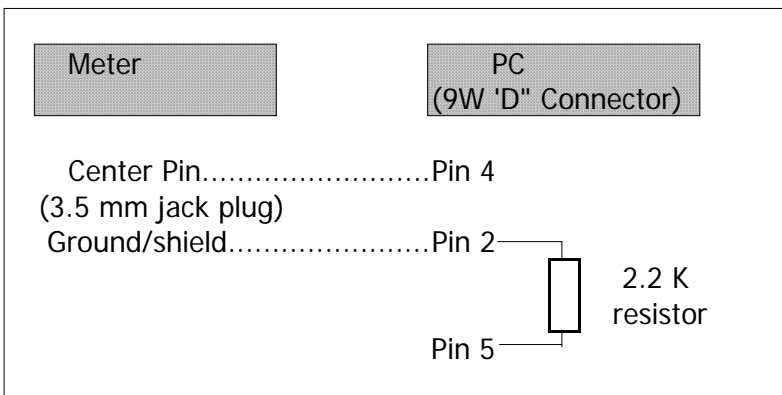 Meter
PC
(9W 'D" Connector)
Center Pin..........................Pin 4
(3.5 mm jack plug)
Ground/shield.......................Pin 2
2.2 K
resistor
Pin 5